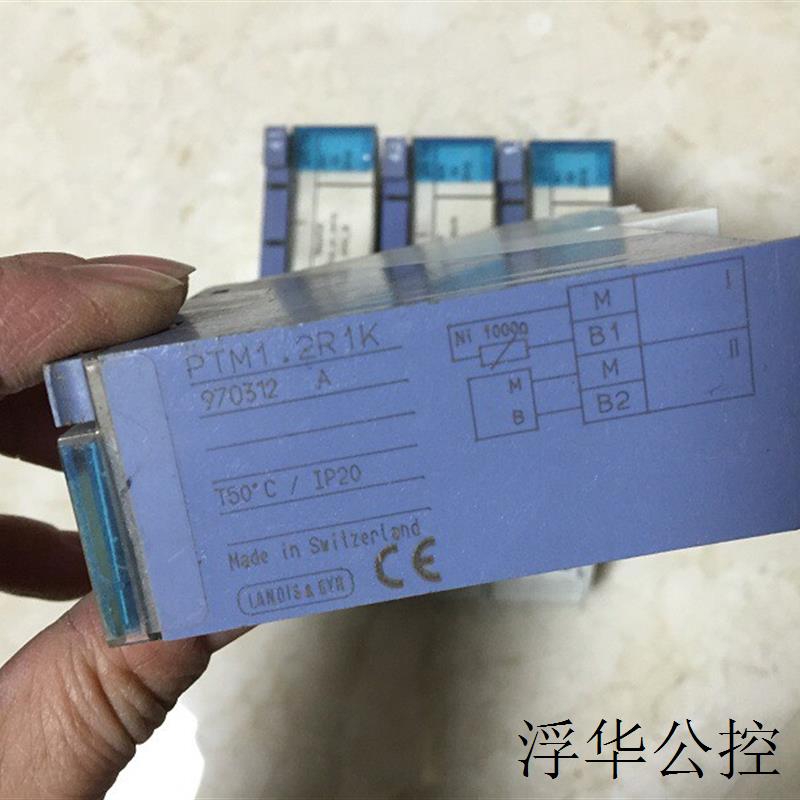 PTM1.2R1K
970312 A
T50°C / IP20
Made in Switzerland
CE
LANDIS & GYR
Ni 1000Ω
M
B
M
B1
M
B2
I
II
浮华公控